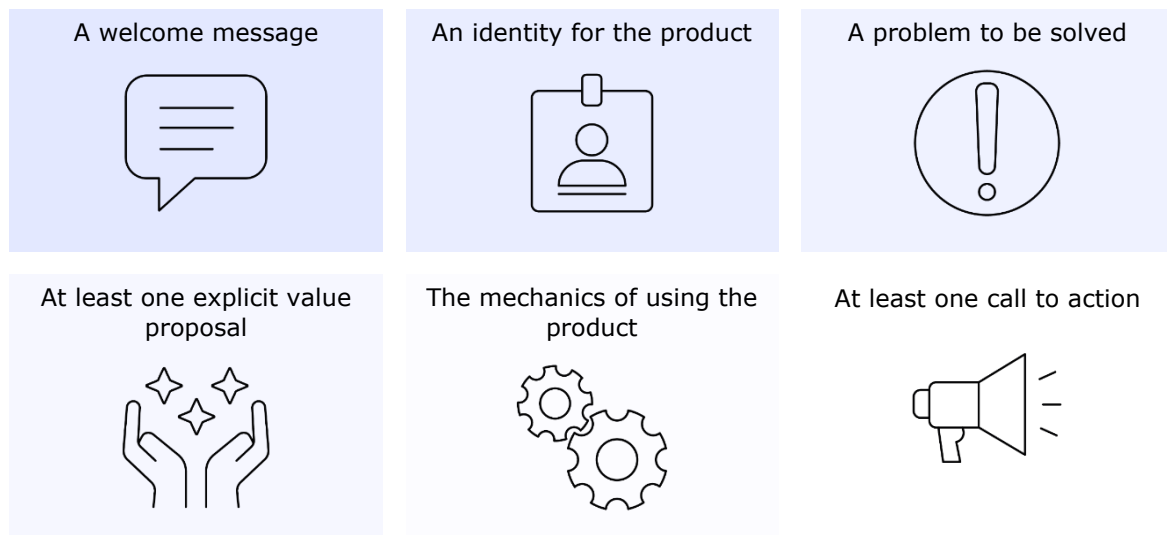 A welcome message
An identity for the product
A problem to be solved
At least one explicit value
proposal
The mechanics of using the
product
At least one call to action